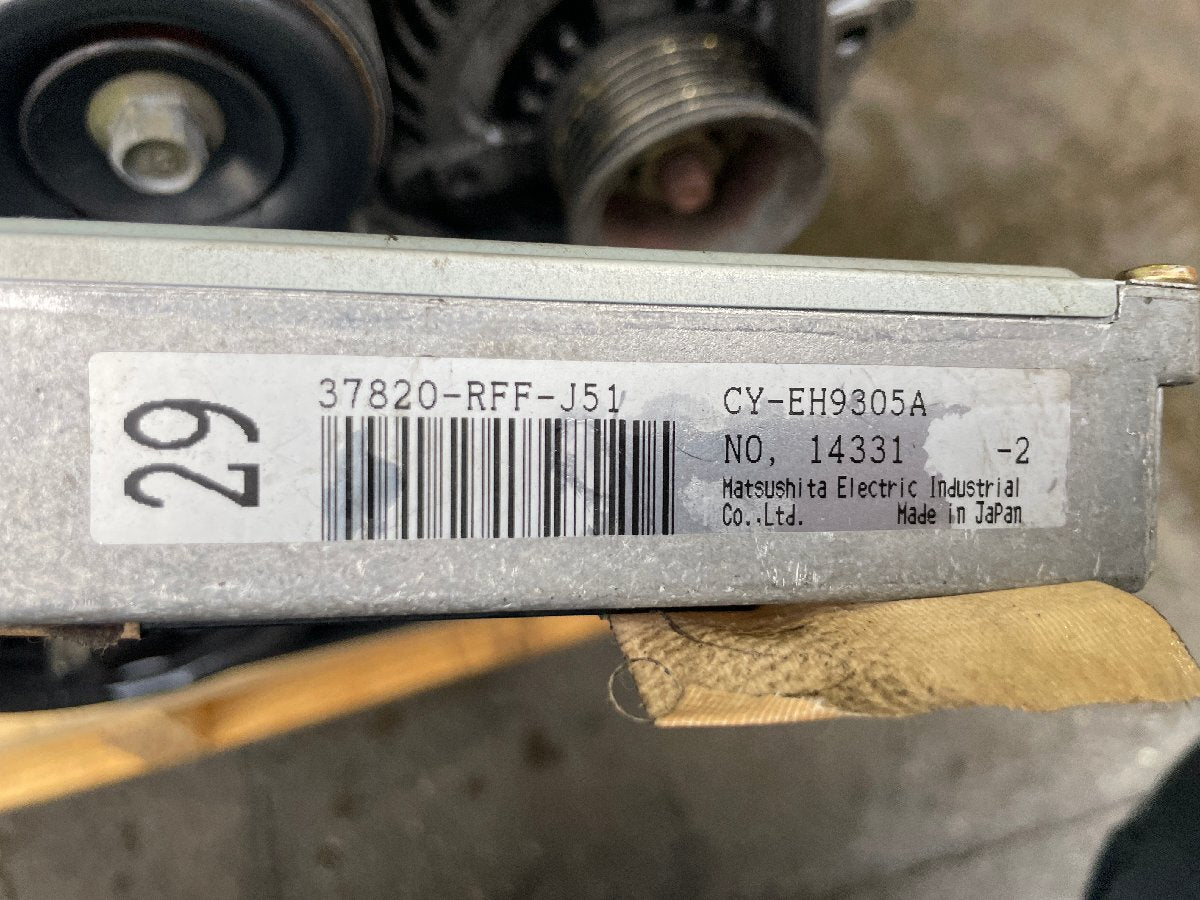 29
37820-RFF-J51
CY-EH9305A
NO, 14331 -2
Matsushita Electric Industrial
Co.,Ltd. Made in JaPan